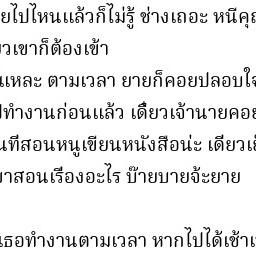 ยไปไหนแล้วก็ไม่รู้ ช่างเถอะ หนีคุณ
วเขาก็ต้องเข้า
แหละ ตามเวลา ยายก็คอยปลอบใจ
ทำงานก่อนแล้ว เดี๋ยวเจ้านายคอย
ทีสอนหนูเขียนหนังสือน่ะ เดียวเย็
าสอนเรื่องอะไร บ๊ายบายจ้ะยาย
เธอทำงานตามเวลา หากไปได้เช้าเ